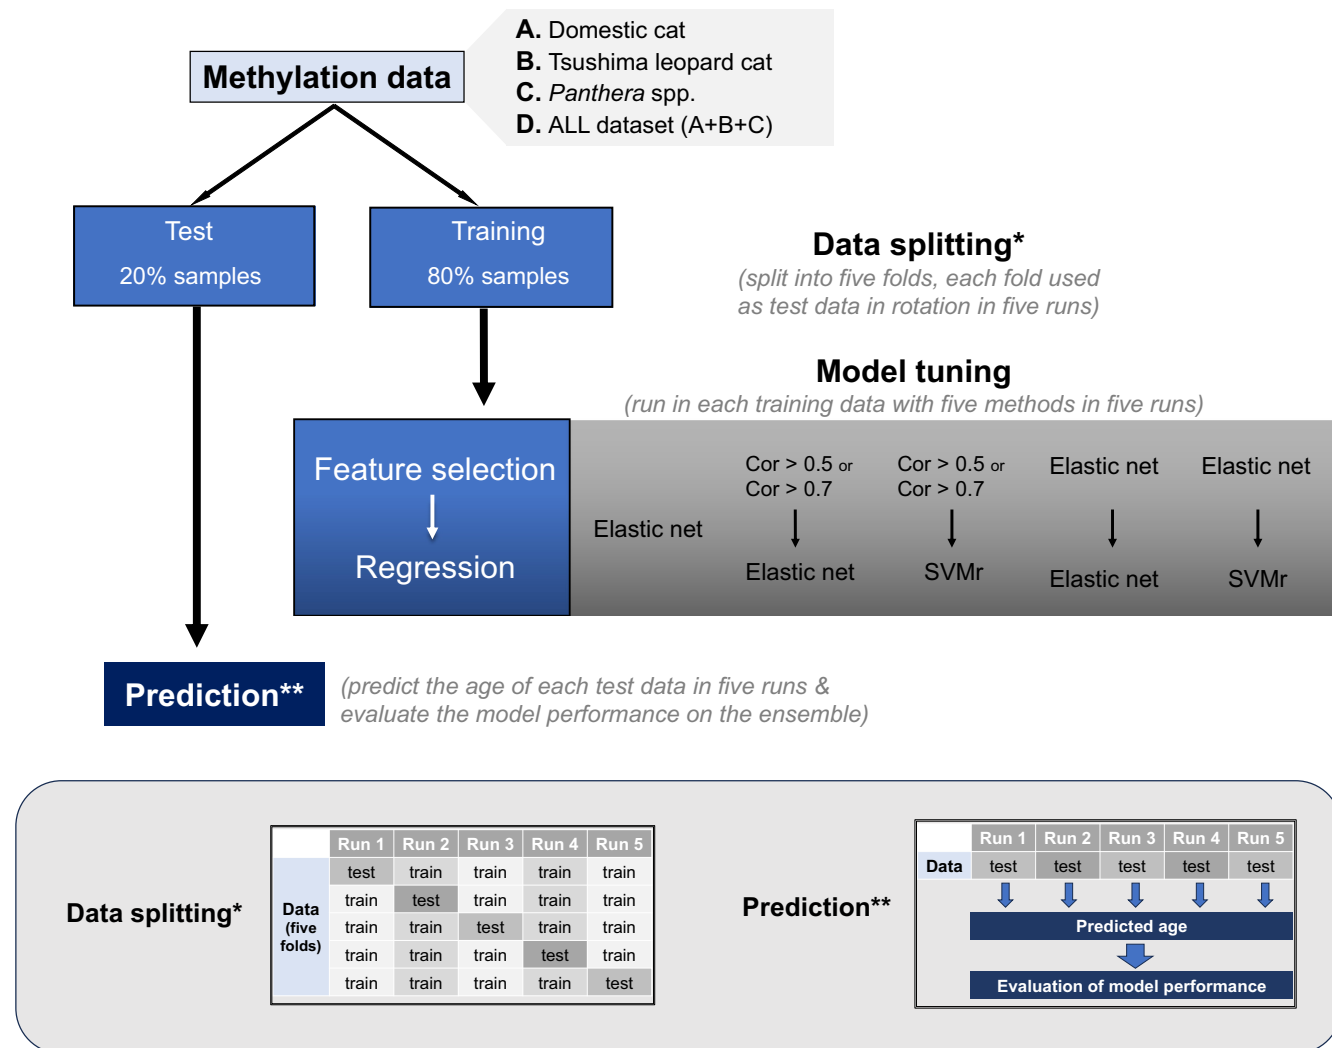 Methylation data
A. Domestic cat
B. Tsushima leopard cat
C. Panthera spp.
D. ALL dataset (A+B+C)
Test
20% samples
Training
80% samples
Data splitting*
(split into five folds, each fold used
as test data in rotation in five runs)
Model tuning
(run in each training data with five methods in five runs)
Feature selection
Regression
Elastic net
Cor > 0.5 or
Cor > 0.7
Elastic net
Cor > 0.5 or
Cor > 0.7
SVMr
Elastic net
Elastic net
Elastic net
SVMr
Prediction**
(predict the age of each test data in five runs &
evaluate the model performance on the ensemble)
Data splitting*
Run 1 Run 2 Run 3 Run 4 Run 5
Data
(five
folds)
test train train train train
train test train train train
train train test train train
train train train test train
train train train train test
Prediction**
Run 1 Run 2 Run 3 Run 4 Run 5
Data test test test test test
Predicted age
Evaluation of model performance